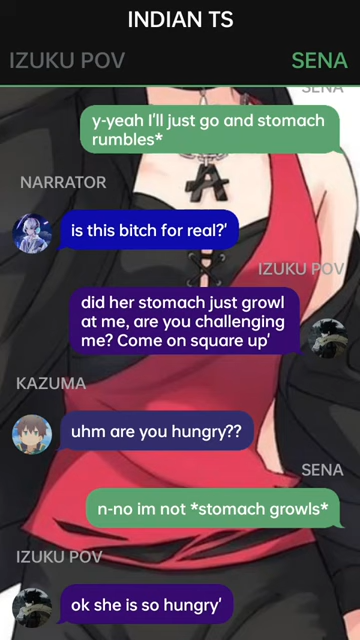 INDIAN TS
IZUKU POV
SENA
SENA
y-yeah I'll just go and stomach
rumbles*
NARRATOR
is this bitch for real?'
IZUKU POV
did her stomach just growl
at me, are you challenging
me? Come on square up'
KAZUMA
uhm are you hungry??
SENA
n-no im not *stomach growls*
IZUKU POV
ok she is so hungry'